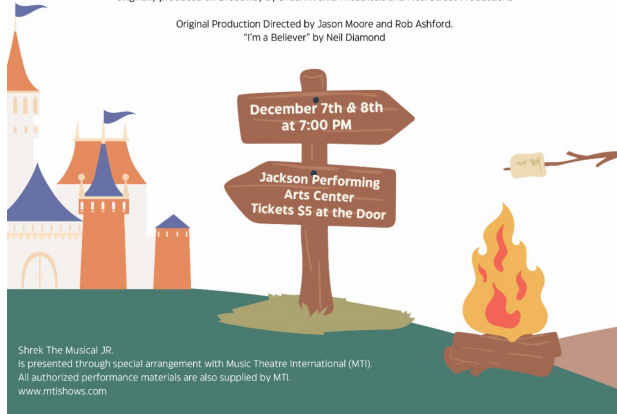 Original Production Directed by Jason Moore and Rob Ashford.
"I'm a Believer" by Neil Diamond
December 7th & 8th
at 7:00 PM
Jackson Performing
Arts Center
Tickets $5 at the Door
Shrek The Musical JR.
Is presented through special arrangement with Music Theatre International (MTI).
All authorized performance materials are also supplied by MTI.
www.mtishows.com